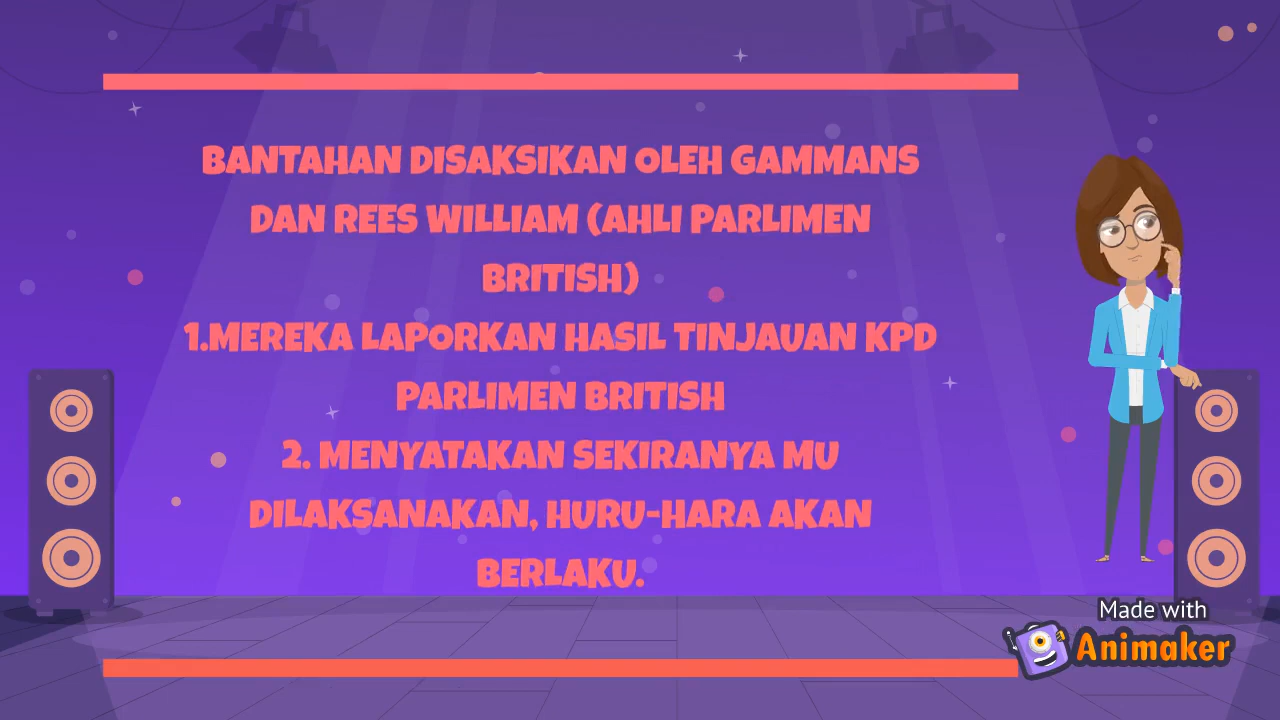 BANTAHAN DISAKSIKAN OLEH GAMMANS
DAN REES WILLIAM (AHLI PARLIMEN
BRITISH)
1.MEREKA LAPORKAN HASIL TINJAUAN KPD
PARLIMEN BRITISH
2. MENYATAKAN SEKIRANYA MU
DILAKSANAKAN, HURU-HARA AKAN
BERLAKU.
Made with
Animaker